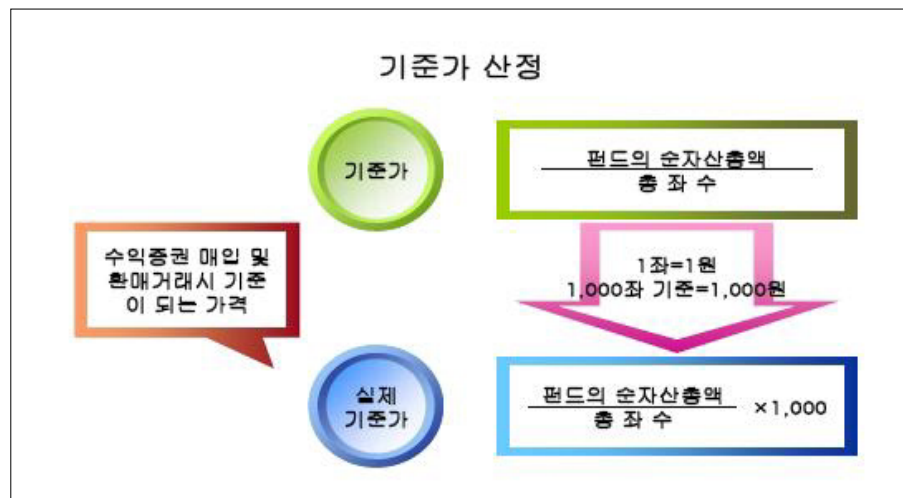 기준가 산정
기준가
펀드의 순자산총액
총 좌 수
수익증권 매입 및
환매거래시 기준
이 되는 가격
1좌=1원
1,000좌 기준=1,000원
실제
기준가
펀드의 순자산총액
총 좌 수
×1,000